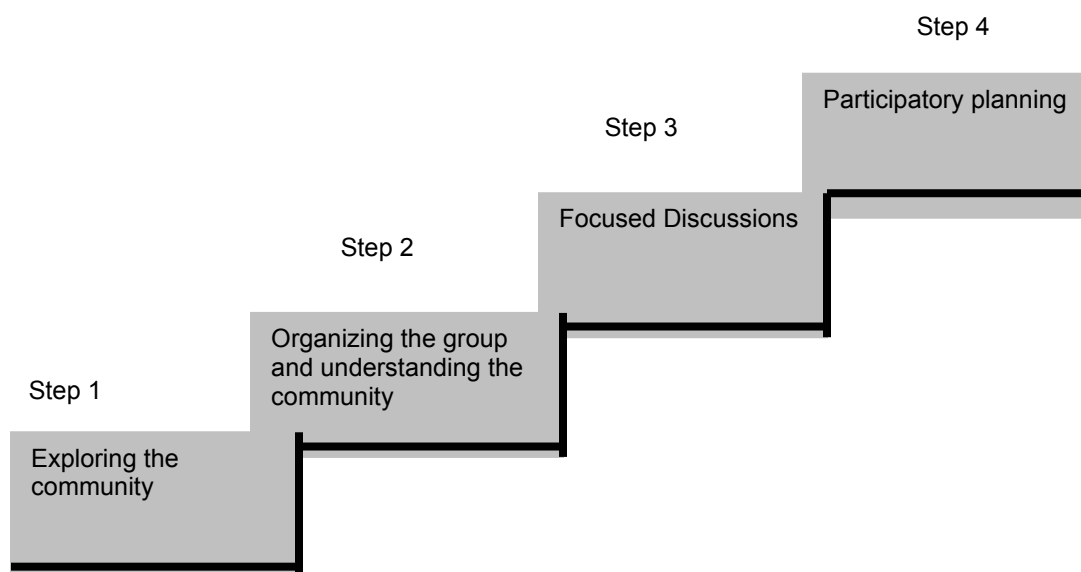 Step 1
Exploring the
community
Step 2
Organizing the group
and understanding the
community
Step 3
Focused Discussions
Step 4
Participatory planning